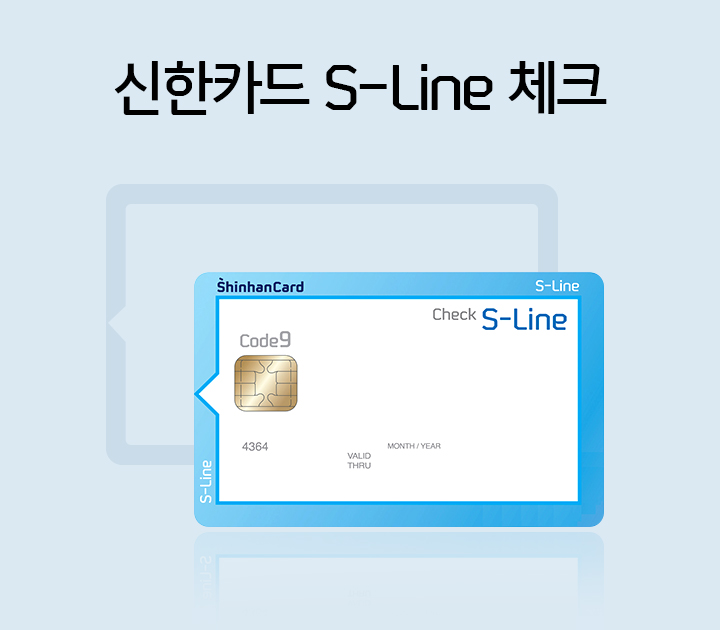 신한카드 S-Line 체크
ShinhanCard
S-Line
Check S-Line
Code9
4364
MONTH / YEAR
VALID
THRU
S-Line